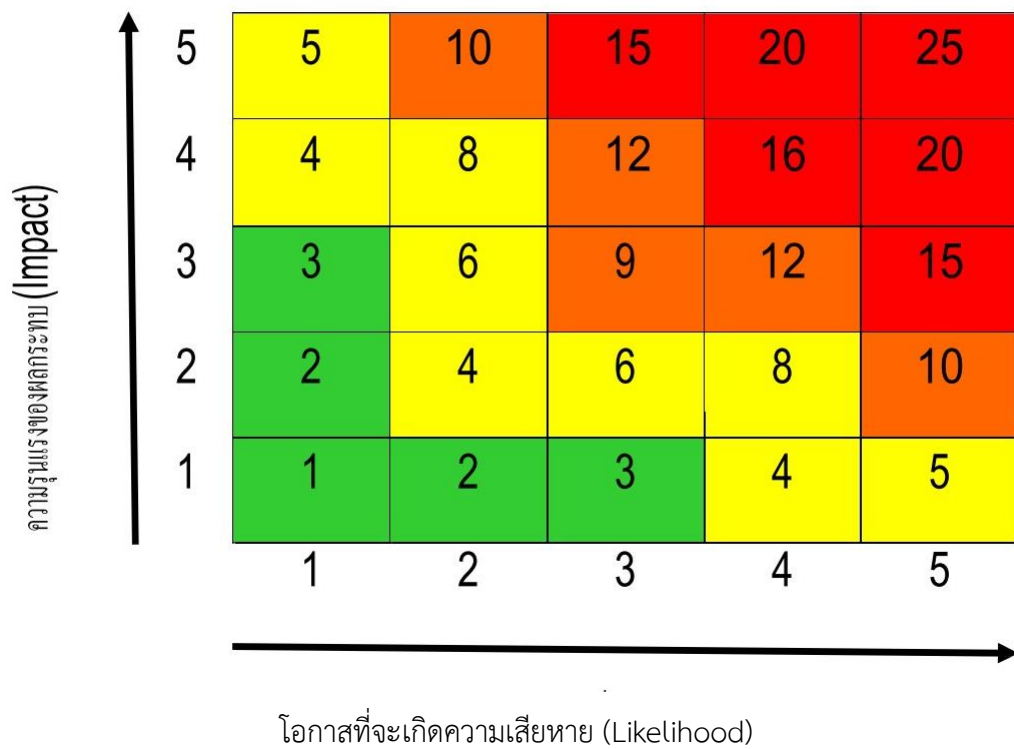 ความรุนแรงของผลกระทบ (Impact)
5 5 10 15 20 25
4 4 8 12 16 20
3 3 6 9 12 15
2 2 4 6 8 10
1 1 2 3 4 5
1 2 3 4 5
โอกาสที่จะเกิดความเสียหาย (Likelihood)